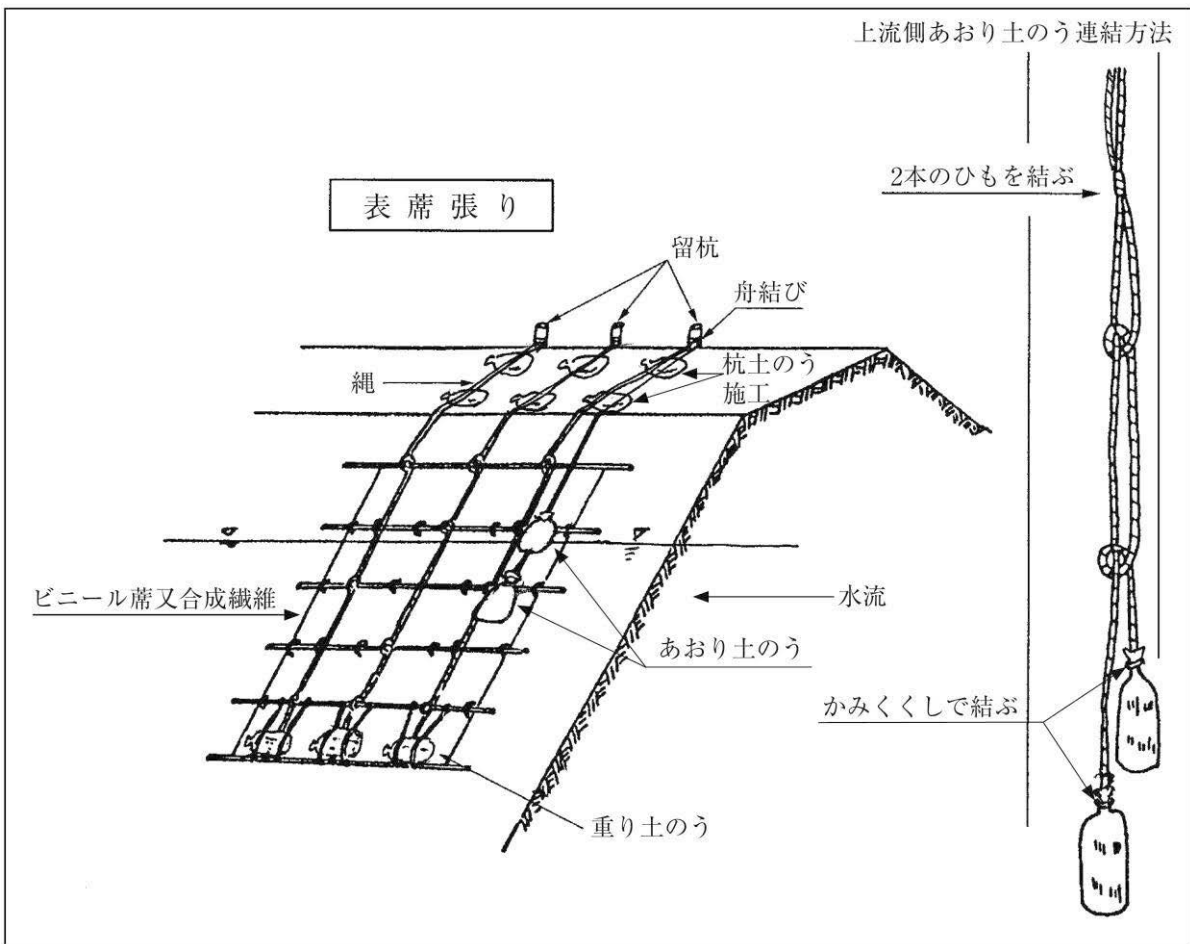 上流側あおり土のう連結方法
2本のひもを結ぶ
表蓆張り
留杭
舟結び
杭土のう
施工
縄
ビニール蓆又合成繊維
水流
あおり土のう
かみくくしで結ぶ
重り土のう